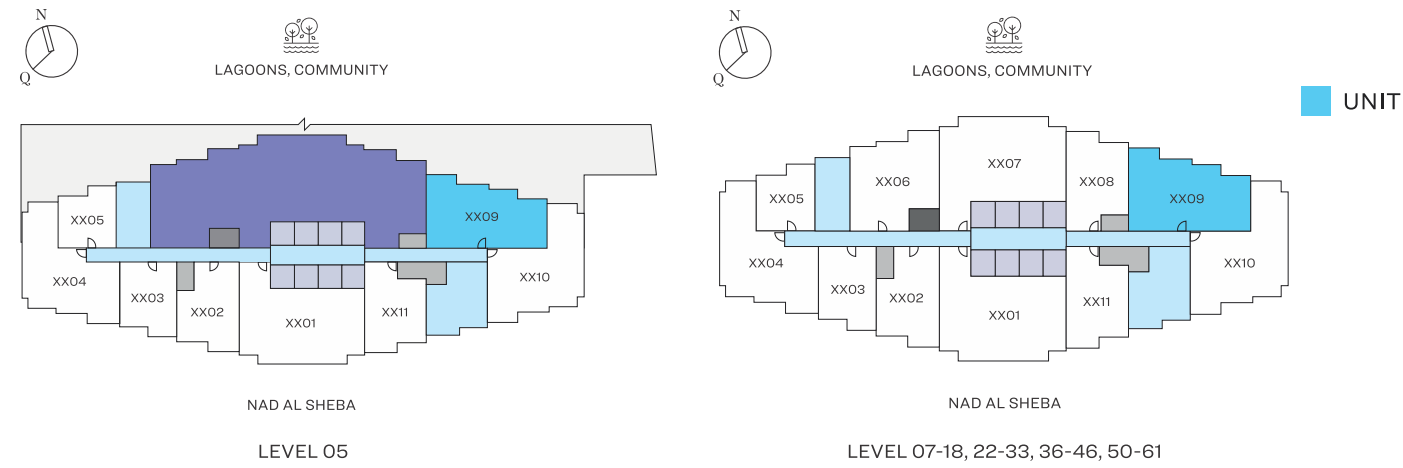 N
Q
LAGOONS, COMMUNITY
XX05
XX09
XX04
XX03
XX02
XX01
XX11
XX10
NAD AL SHEBA
LEVEL 05
N
Q
LAGOONS, COMMUNITY
UNIT
XX07
XX06
XX08
XX05
XX09
XX04
XX03
XX02
XX01
XX11
XX10
NAD AL SHEBA
LEVEL 07-18, 22-33, 36-46, 50-61